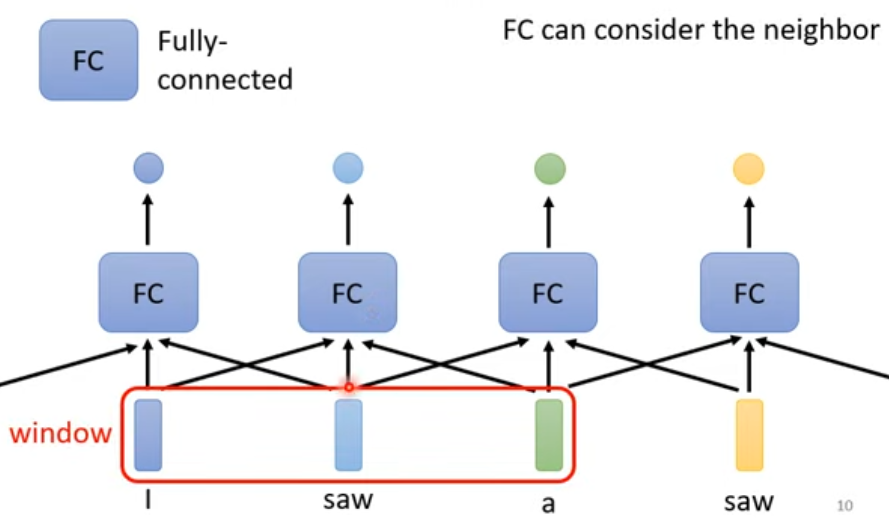 FC
Fully-
connected
FC can consider the neighbor
FC FC FC FC
window
I saw a saw
10